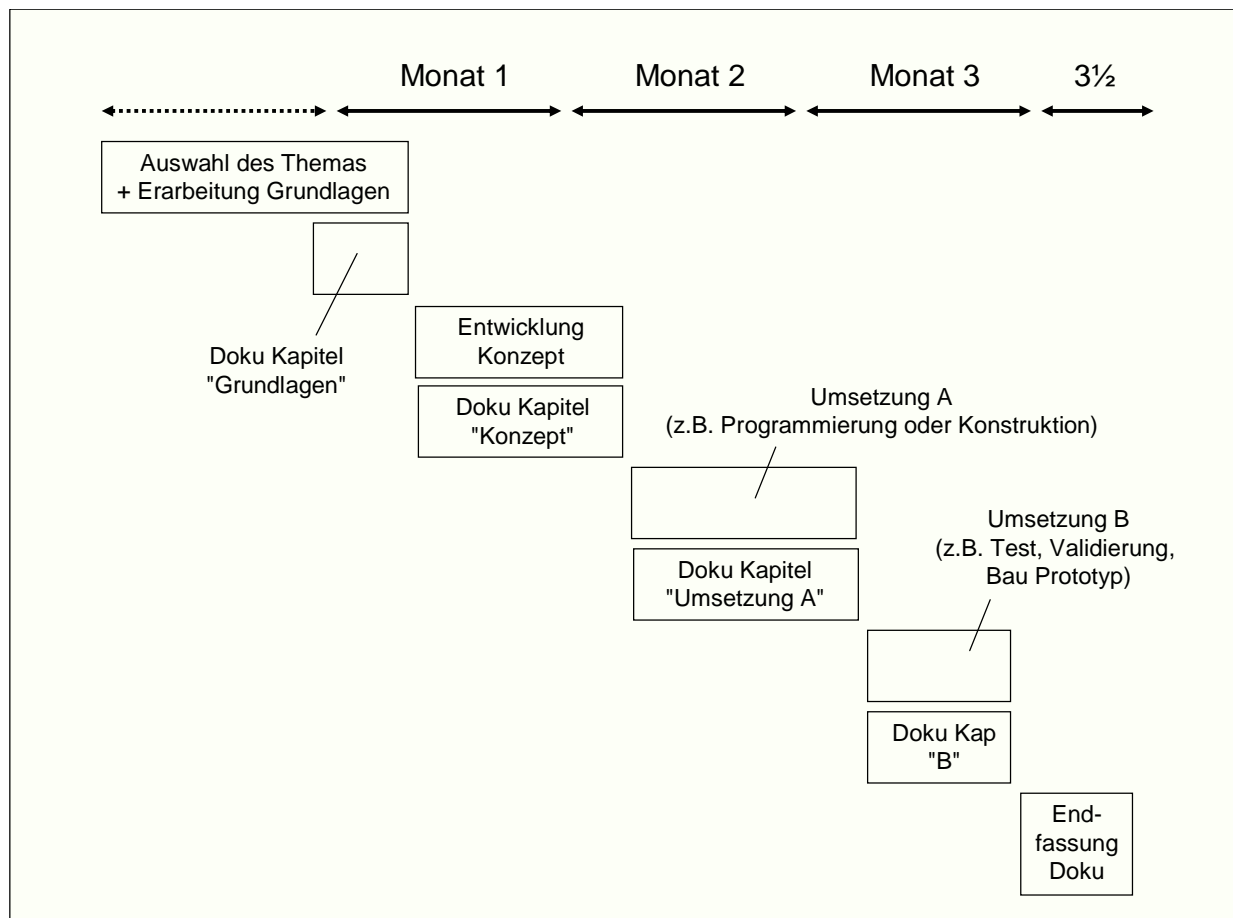 Monat 1
Monat 2
Monat 3
3½
Auswahl des Themas
+ Erarbeitung Grundlagen
Doku Kapitel
"Grundlagen"
Entwicklung
Konzept
Doku Kapitel
"Konzept"
Umsetzung A
(z.B. Programmierung oder Konstruktion)
Doku Kapitel
"Umsetzung A"
Umsetzung B
(z.B. Test, Validierung,
Bau Prototyp)
Doku Kap
"B"
End-
fassung
Doku